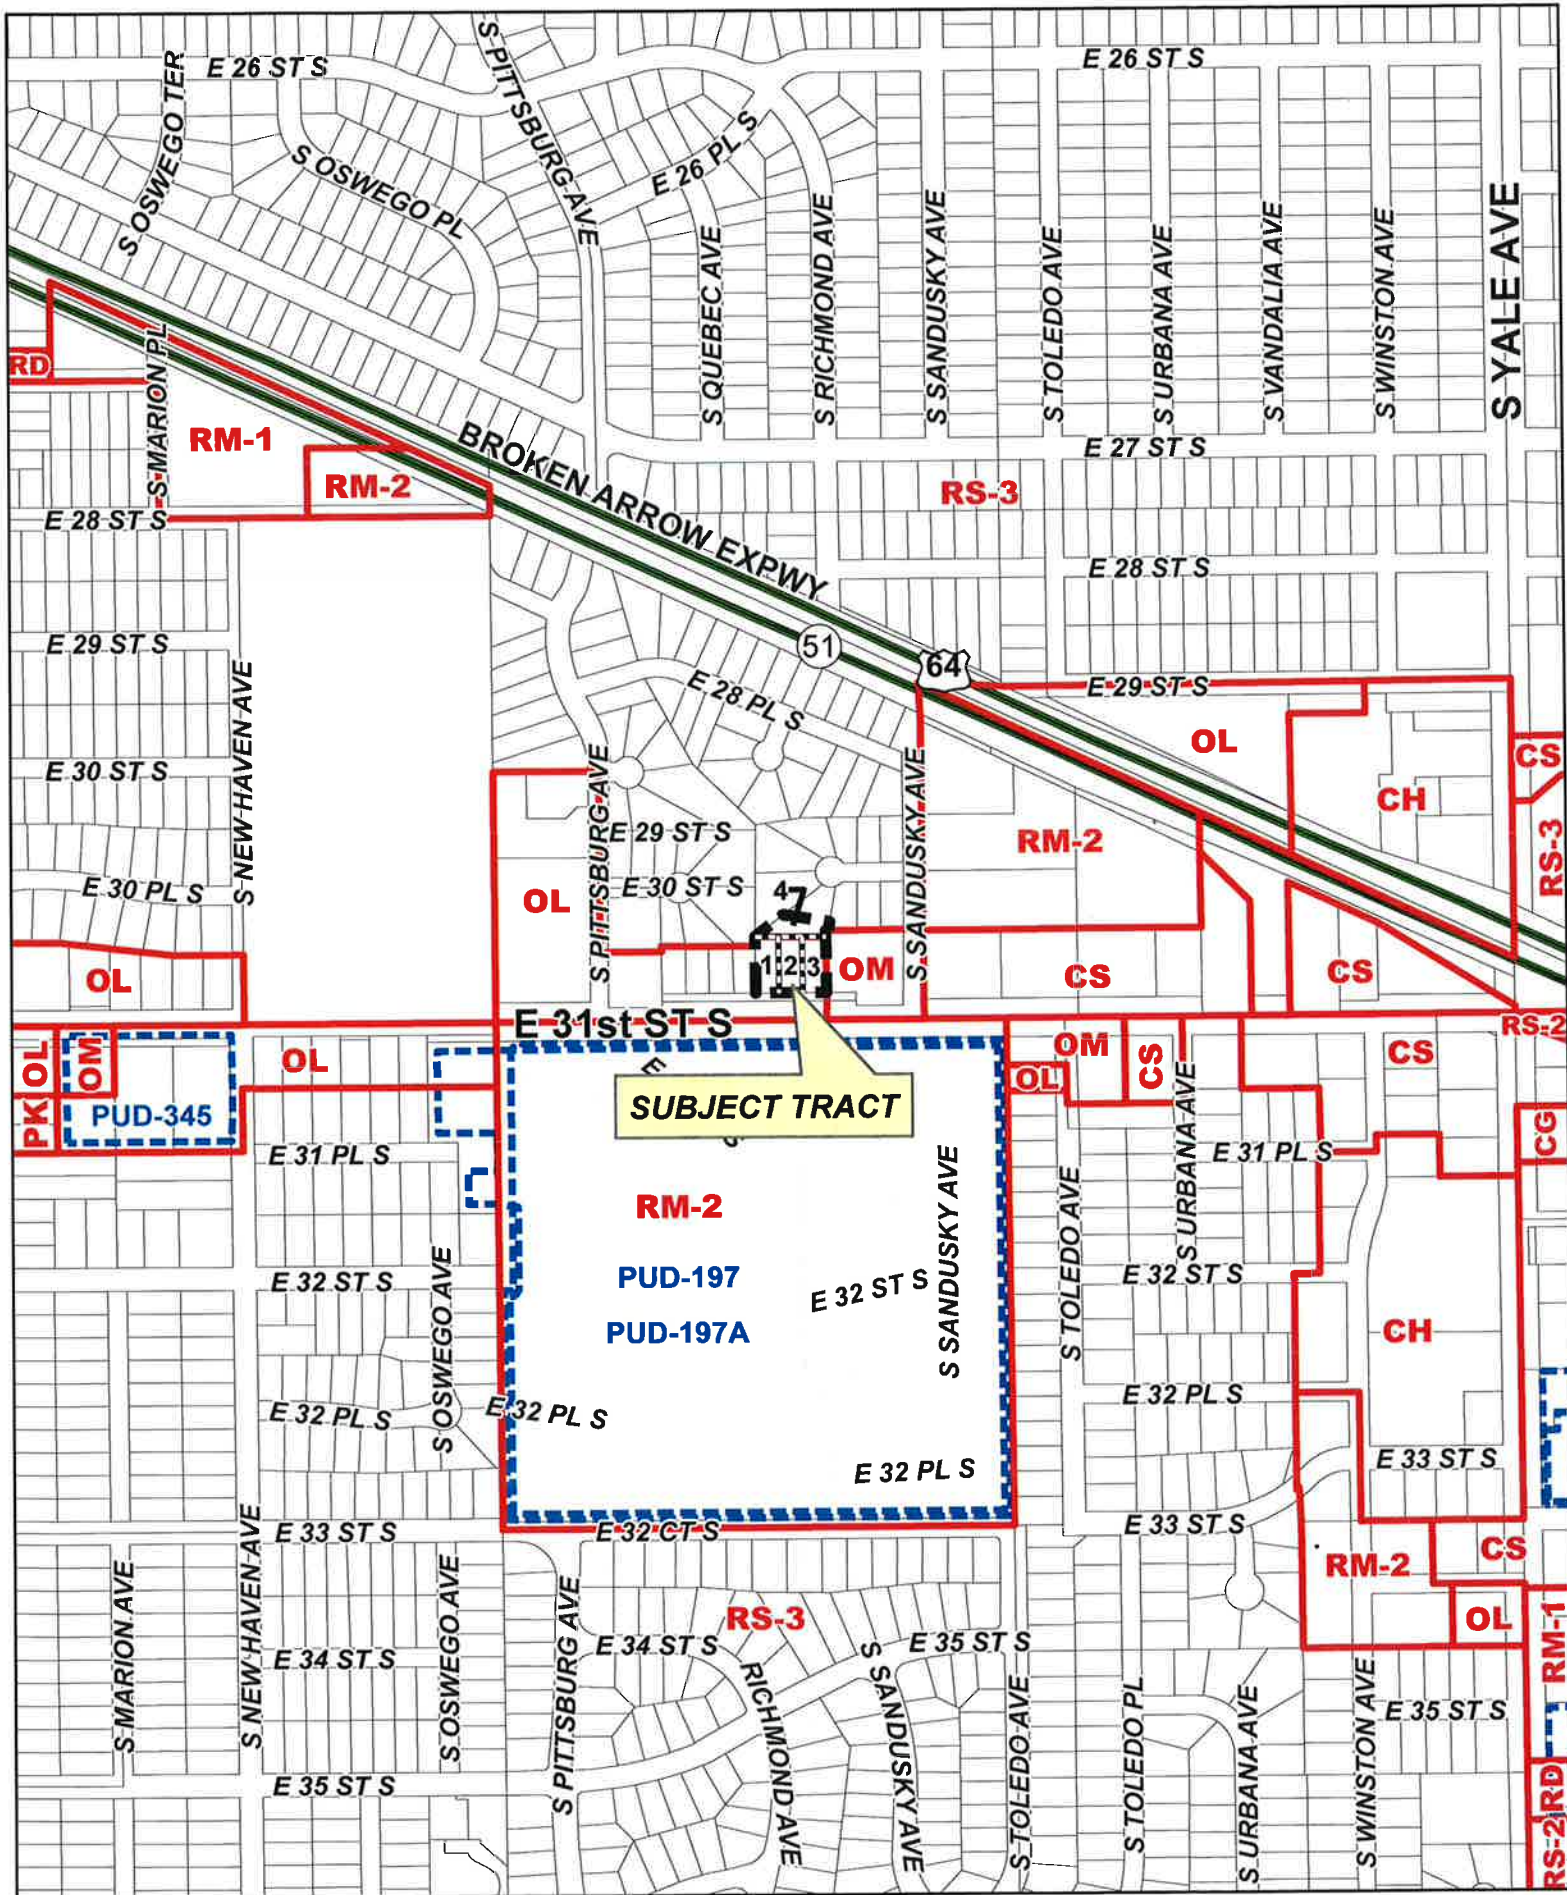 E 26 ST S
S PITTSBURG AVE
E 26 ST S
S OSWEGO TER
S OSWEGO PL
E 26 PL S
S QUEBEC AVE
S RICHMOND AVE
S SANDUSKY AVE
S TOLEDO AVE
S URBANA AVE
S VANDALIA AVE
S WINSTON AVE
S YALE AVE
RD
S MARION PL
RM-1
RM-2
BROKEN ARROW EXPWY
E 27 ST S
RS-3
E 28 ST S
E 28 ST S
51
64
E 29 ST S
E 28 PL S
E 29 ST S
S NEW HAVEN AVE
OL
CS
E 30 ST S
S PITTSBURG AVE
S SANDUSKY AVE
CH
E 29 ST S
RM-2
RS-3
E 30 PL S
OL
E 30 ST S
4
7
OL
1
2
3
OM
CS
CS
E 31st ST S
RS-2
OL
OM
OL
E
OM
CS
CS
OL
PK
PUD-345
SUBJECT TRACT
S URBANA AVE
CG
E 31 PL S
E 31 PL S
RM-2
S SANDUSKY AVE
S TOLEDO AVE
E 32 ST S
S OSWEGO AVE
PUD-197
E 32 ST S
E 32 ST S
PUD-197A
CH
E 32 PL S
E 32 PL S
E 32 PL S
E 32 PL S
E 33 ST S
E 33 ST S
E 32 CT S
E 33 ST S
S MARION AVE
S NEW HAVEN AVE
S OSWEGO AVE
S PITTSBURG AVE
RM-2
CS
RS-3
OL
RM-1
E 34 ST S
E 34 ST S
E 35 ST S
RICHMOND AVE
S SANDUSKY AVE
S TOLEDO AVE
S TOLEDO PL
S URBANA AVE
S WINSTON AVE
E 35 ST S
E 35 ST S
RD
RS-2